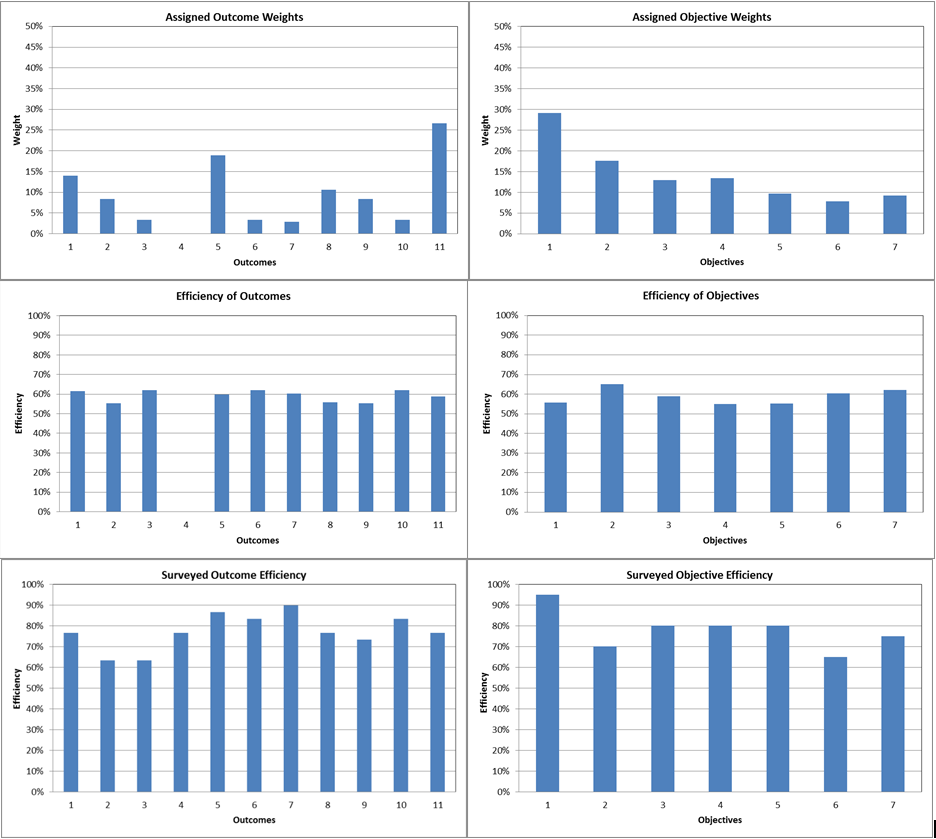 Assigned Outcome Weights
50%
45%
40%
35%
30%
25%
20%
15%
10%
5%
0%
Weight
1 2 3 4 5 6 7 8 9 10 11
Outcomes
Assigned Objective Weights
50%
45%
40%
35%
30%
25%
20%
15%
10%
5%
0%
Weight
1 2 3 4 5 6 7
Objectives
Efficiency of Outcomes
100%
90%
80%
70%
60%
50%
40%
30%
20%
10%
0%
Efficiency
1 2 3 4 5 6 7 8 9 10 11
Outcomes
Efficiency of Objectives
100%
90%
80%
70%
60%
50%
40%
30%
20%
10%
0%
Efficiency
1 2 3 4 5 6 7
Objectives
Surveyed Outcome Efficiency
100%
90%
80%
70%
60%
50%
40%
30%
20%
10%
0%
Efficiency
1 2 3 4 5 6 7 8 9 10 11
Outcomes
Surveyed Objective Efficiency
100%
90%
80%
70%
60%
50%
40%
30%
20%
10%
0%
Efficiency
1 2 3 4 5 6 7
Objectives